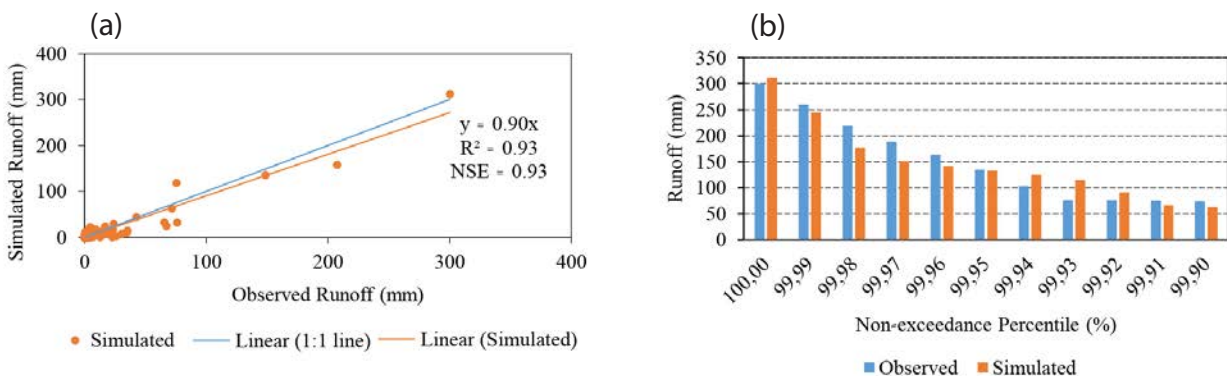 (a)
400
300
200
100
0
Simulated Runoff (mm)
y = 0.90x
R² = 0.93
NSE = 0.93
0 100 200 300 400
Observed Runoff (mm)
Simulated Linear (1:1 line) Linear (Simulated)
(b)
350
300
250
200
150
100
50
0
Runoff (mm)
100,00 99,99 99,98 99,97 99,96 99,95 99,94 99,93 99,92 99,91 99,90
Non-exceedance Percentile (%)
Observed Simulated